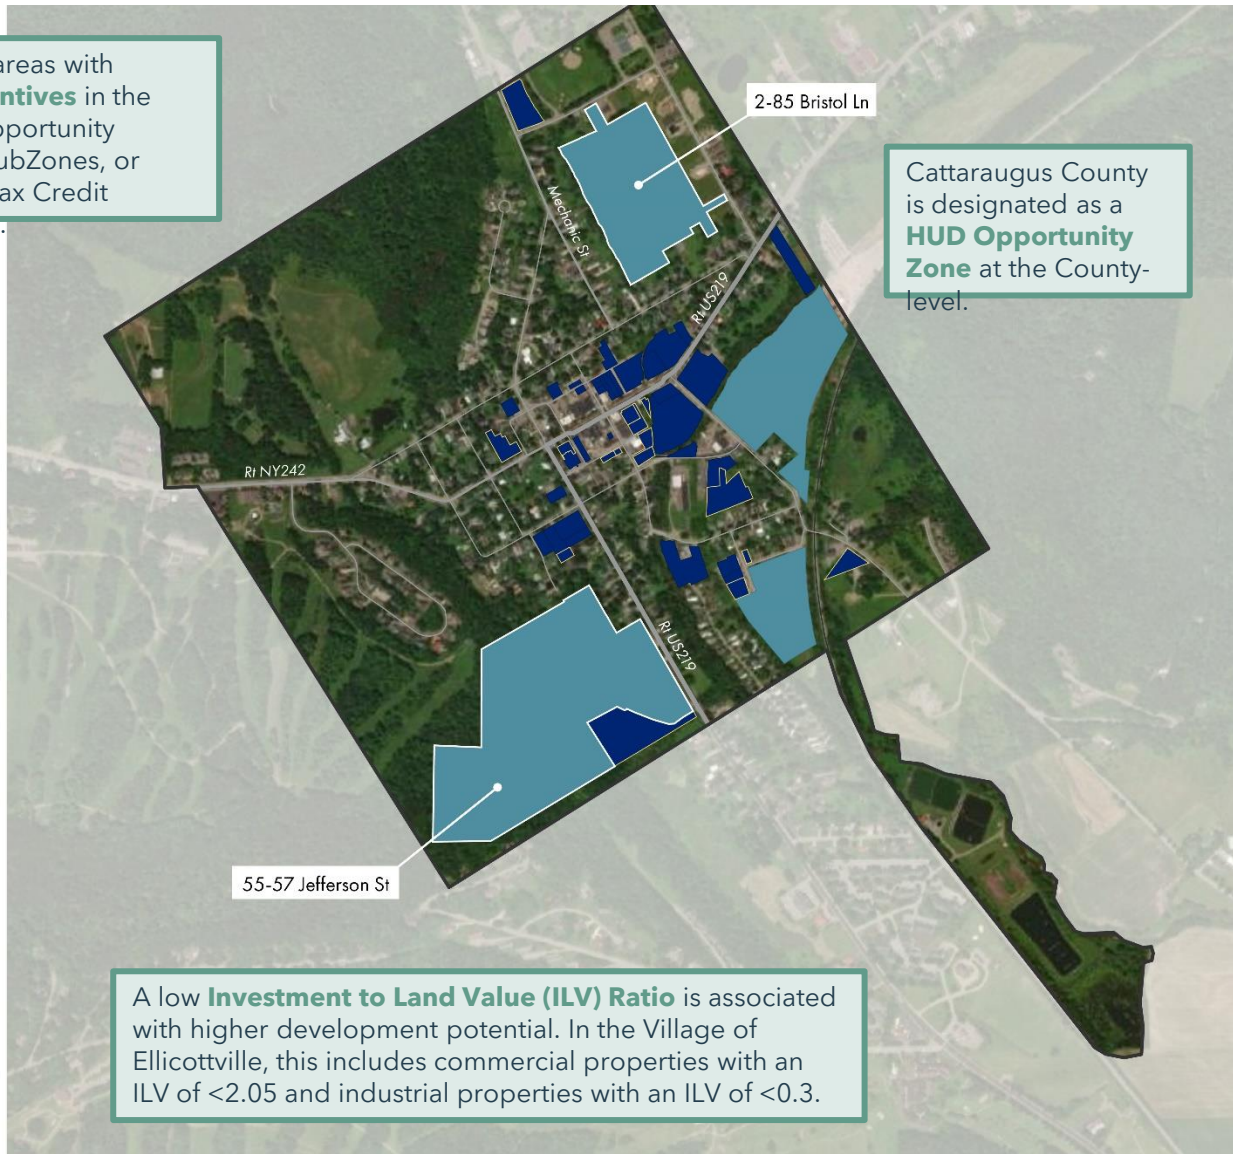 areas with
ntives in the
pportunity
ubZones, or
ax Credit
.
2-85 Bristol Ln
Cattaraugus County
is designated as a
HUD Opportunity
Zone at the County-
level.
Mechanic St
Rt US219
Rt NY242
Rt US219
55-57 Jefferson St
A low Investment to Land Value (ILV) Ratio is associated
with higher development potential. In the Village of
Ellicottville, this includes commercial properties with an
ILV of <2.05 and industrial properties with an ILV of <0.3.